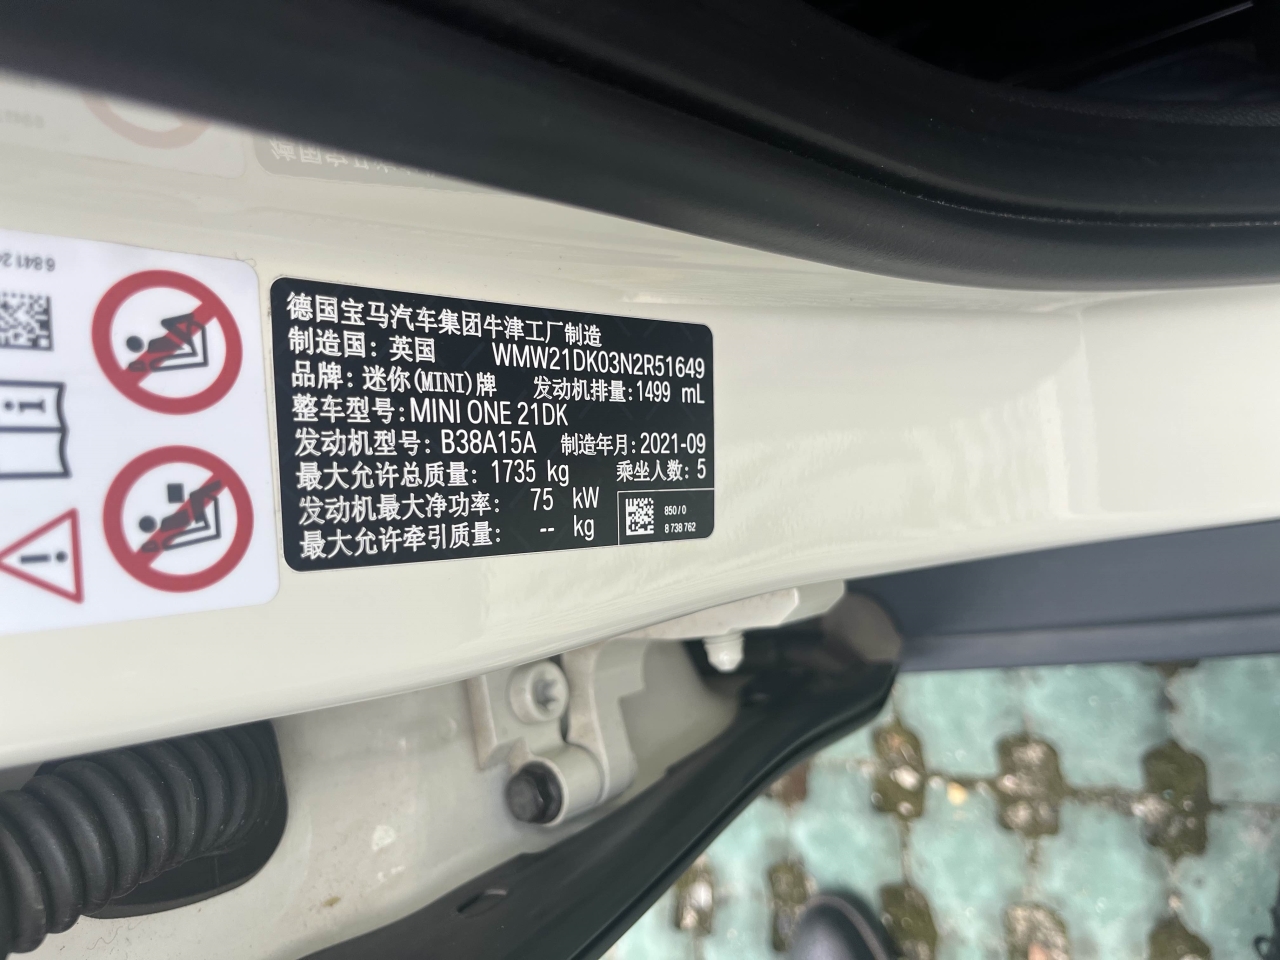 德国宝马汽车集团牛津工厂制造
制造国：英国 WMW21DK03N2R51649
品牌：迷你(MINI)牌 发动机排量:1499 mL
整车型号:MINI ONE 21DK
发动机型号：B38A15A 制造年月:2021-09
最大允许总质量：1735 kg 乘坐人数：5
发动机最大净功率： 75 kW
最大允许牵引质量： -- kg
850/0
8 738 762